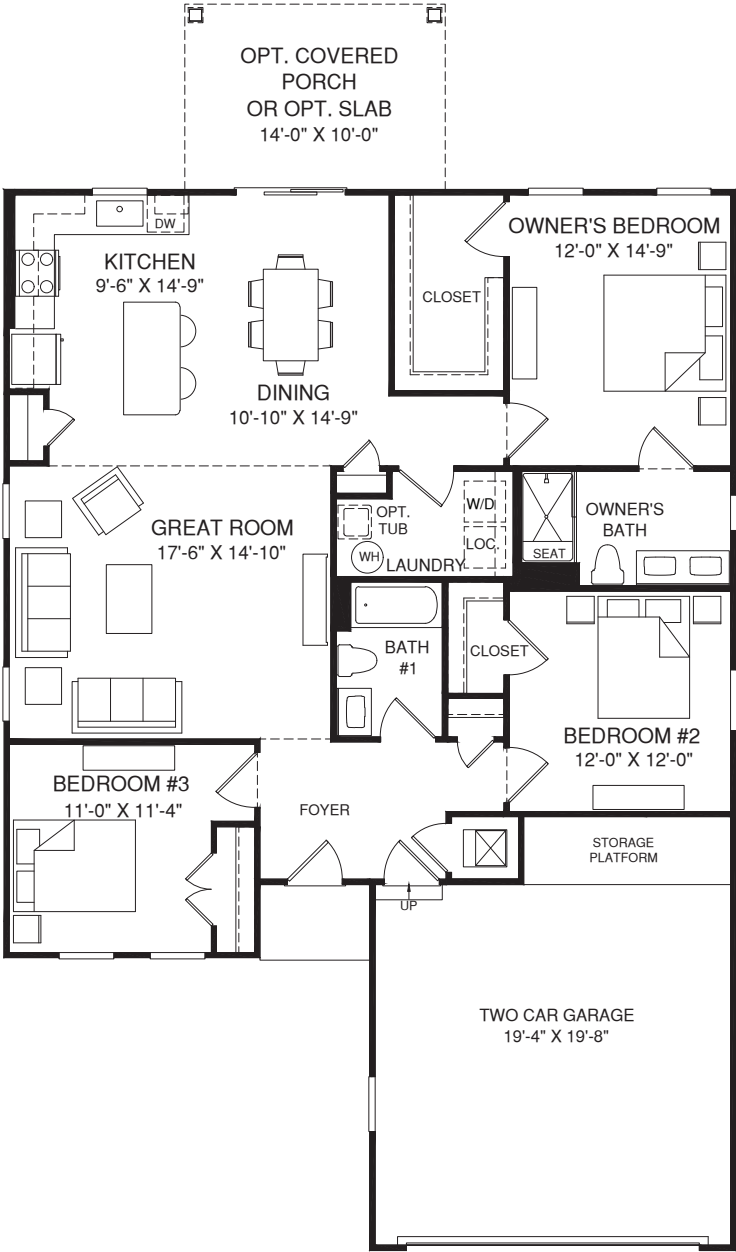 OPT. COVERED
PORCH
OR OPT. SLAB
14'-0" X 10'-0"
DW
KITCHEN
9'-6" X 14'-9"
CLOSET
OWNER'S BEDROOM
12'-0" X 14'-9"
DINING
10'-10" X 14'-9"
GREAT ROOM
17'-6" X 14'-10"
OPT.
TUB
WH
LAUNDRY
W/D
LOC.
SEAT
OWNER'S
BATH
BATH
#1
CLOSET
BEDROOM #2
12'-0" X 12'-0"
BEDROOM #3
11'-0" X 11'-4"
FOYER
UP
STORAGE
PLATFORM
TWO CAR GARAGE
19'-4" X 19'-8"